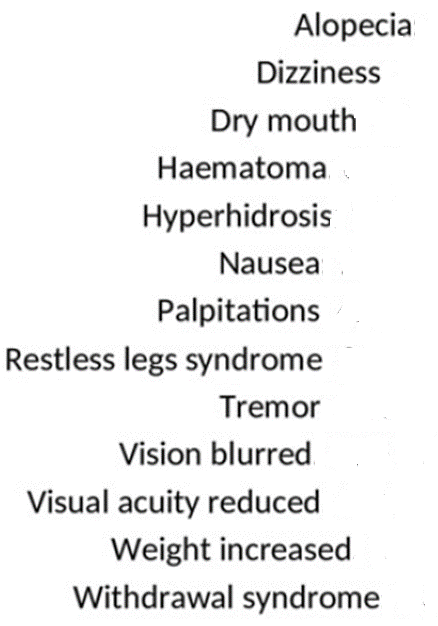 Alopecia
Dizziness
Dry mouth
Haematoma
Hyperhidrosis
Nausea
Palpitations
Restless legs syndrome
Tremor
Vision blurred
Visual acuity reduced
Weight increased
Withdrawal syndrome